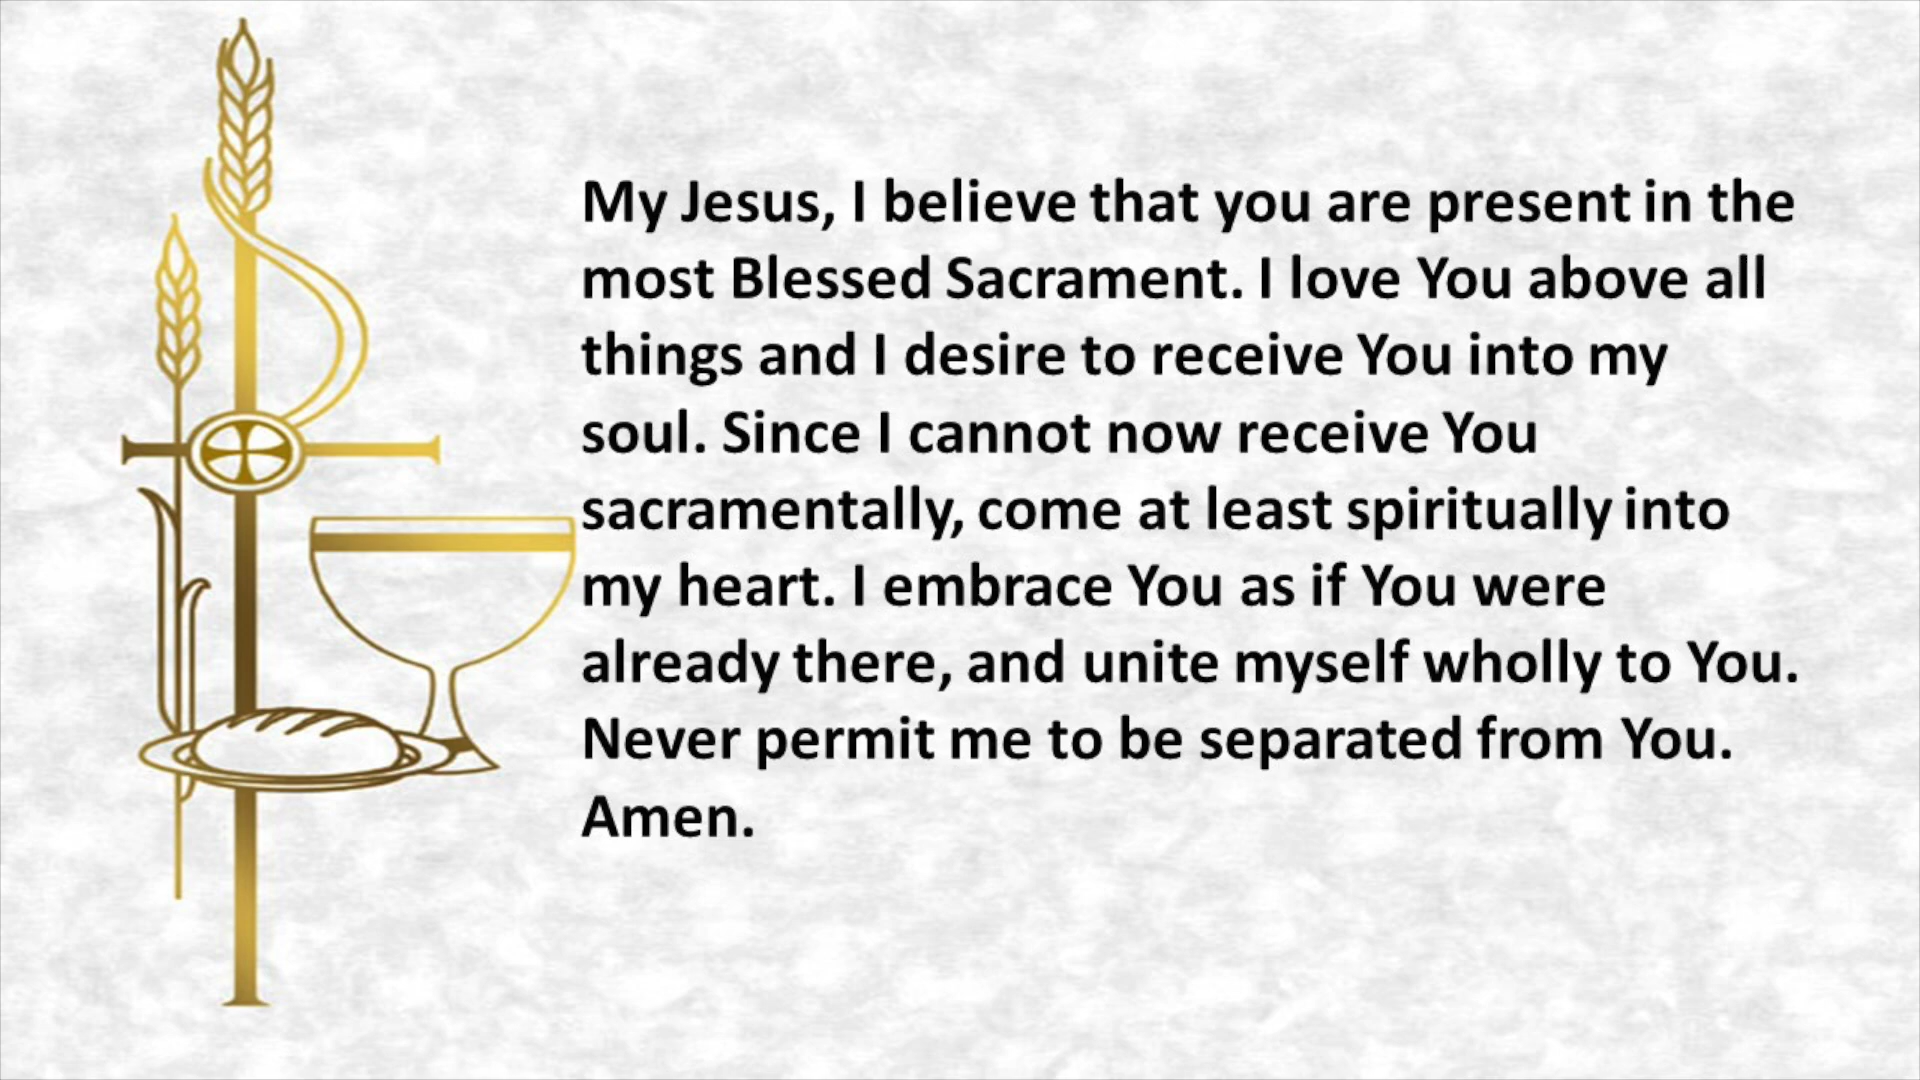 My Jesus, I believe that you are present in the
most Blessed Sacrament. I love You above all
things and I desire to receive You into my
soul. Since I cannot now receive You
sacramentally, come at least spiritually into
my heart. I embrace You as if You were
already there, and unite myself wholly to You.
Never permit me to be separated from You.
Amen.